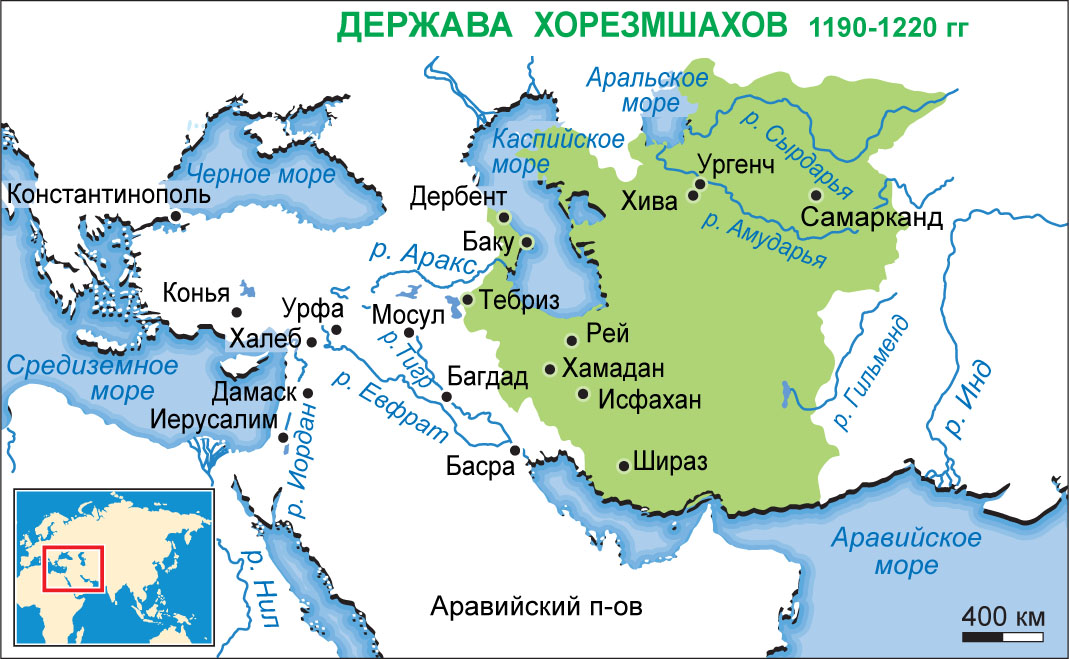 ДЕРЖАВА ХОРЕЗМШАХОВ 1190-1220 гг
Аральское
море
р. Сырдарья
Каспийское
море
Ургенч
Черное море
Константинополь
Дербент
Хива
Самарканд
р. Амударья
Баку
р. Аракс
Конья
Урфа
Мосул
Тебриз
Халеб
Рей
р. Тигр
Средиземное
море
Хамадан
Багдад
р. Евфрат
Дамаск
Исфахан
р. Гильменд
р. Инд
Иерусалим
р. Иордан
Басра
Шираз
Аравийское
море
р. Нил
Аравийский п-ов
400 км